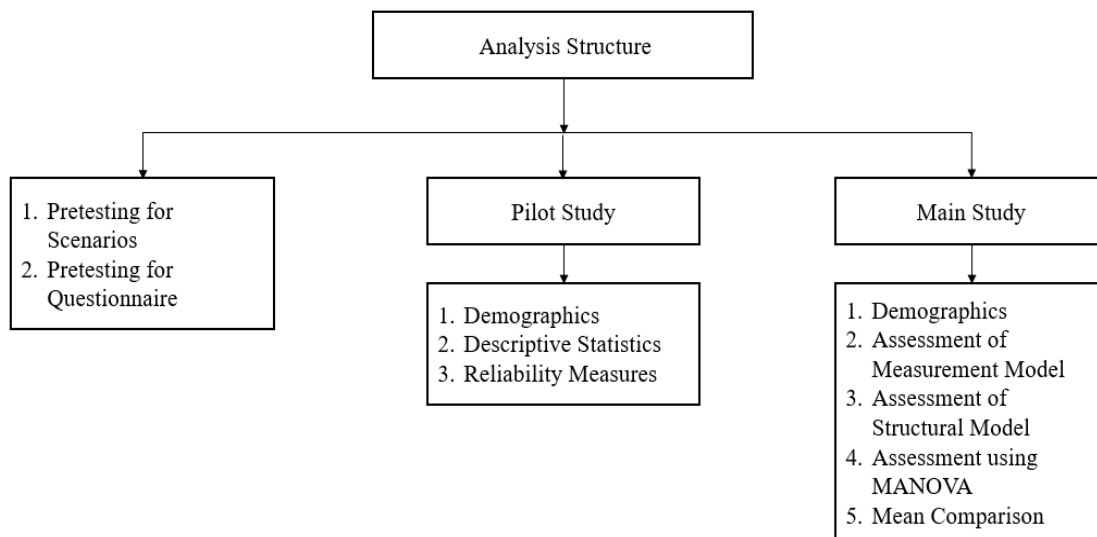 Analysis Structure
1. Pretesting for
Scenarios
2. Pretesting for
Questionnaire
Pilot Study
1. Demographics
2. Descriptive Statistics
3. Reliability Measures
Main Study
1. Demographics
2. Assessment of
Measurement Model
3. Assessment of
Structural Model
4. Assessment using
MANOVA
5. Mean Comparison